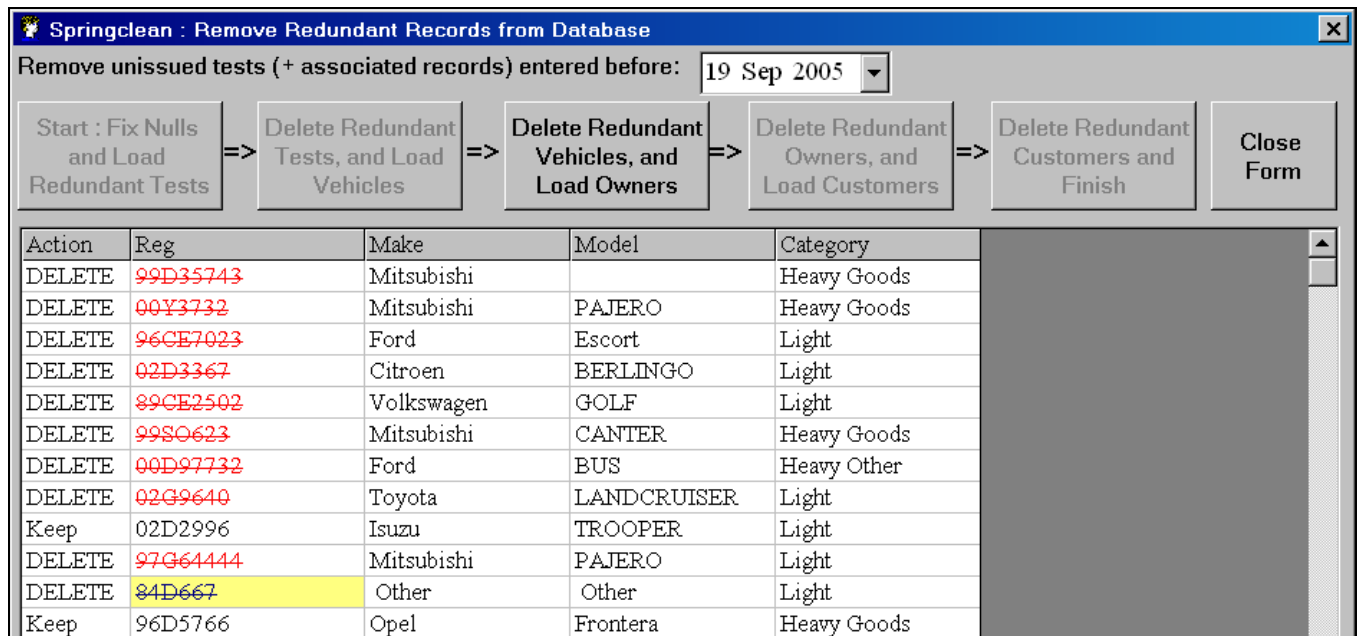 Springclean : Remove Redundant Records from Database
Remove unissued tests (+ associated records) entered before: 19 Sep 2005
Start : Fix Nulls and Load Redundant Tests => Delete Redundant Tests, and Load Vehicles => Delete Redundant Vehicles, and Load Owners => Delete Redundant Owners, and Load Customers => Delete Redundant Customers and Finish Close Form
Action Reg Make Model Category
DELETE 99D35743 Mitsubishi Heavy Goods
DELETE 00Y3732 Mitsubishi PAJERO Heavy Goods
DELETE 96CE7023 Ford Escort Light
DELETE 02D3367 Citroen BERLINGO Light
DELETE 89CE2502 Volkswagen GOLF Light
DELETE 99SO623 Mitsubishi CANTER Heavy Goods
DELETE 00D97732 Ford BUS Heavy Other
DELETE 02G9640 Toyota LANDCRUISER Light
Keep 02D2996 Isuzu TROOPER Light
DELETE 97G64444 Mitsubishi PAJERO Light
DELETE 84D667 Other Other Light
Keep 96D5766 Opel Frontera Heavy Goods